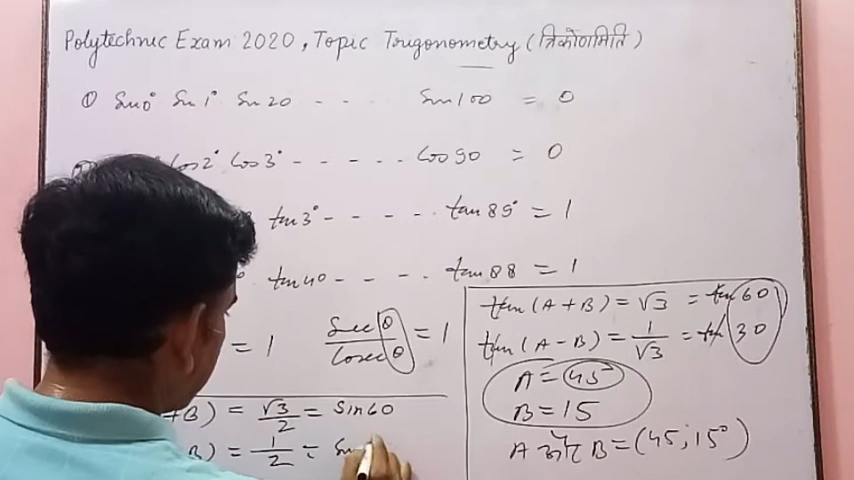 Polytechnic Exam 2020, Topic Trigonometry (त्रिकोणमिति)
① Sin0° Sin1° Sin20 - - - - Sin100 = 0
Cos2° Cos3° - - - - - - Cos90 = 0
tan3° - - - - - tan89° = 1
tan40 - - - - - tan88 = 1
= 1 Secθ/Cosecθ = 1
+B) = √3/2 = Sin60
B) = 1/2 =
tan(A+B) = √3 = tan60
tan(A-B) = 1/√3 = tan30
A = 45°
B = 15
A और B = (45, 15°)